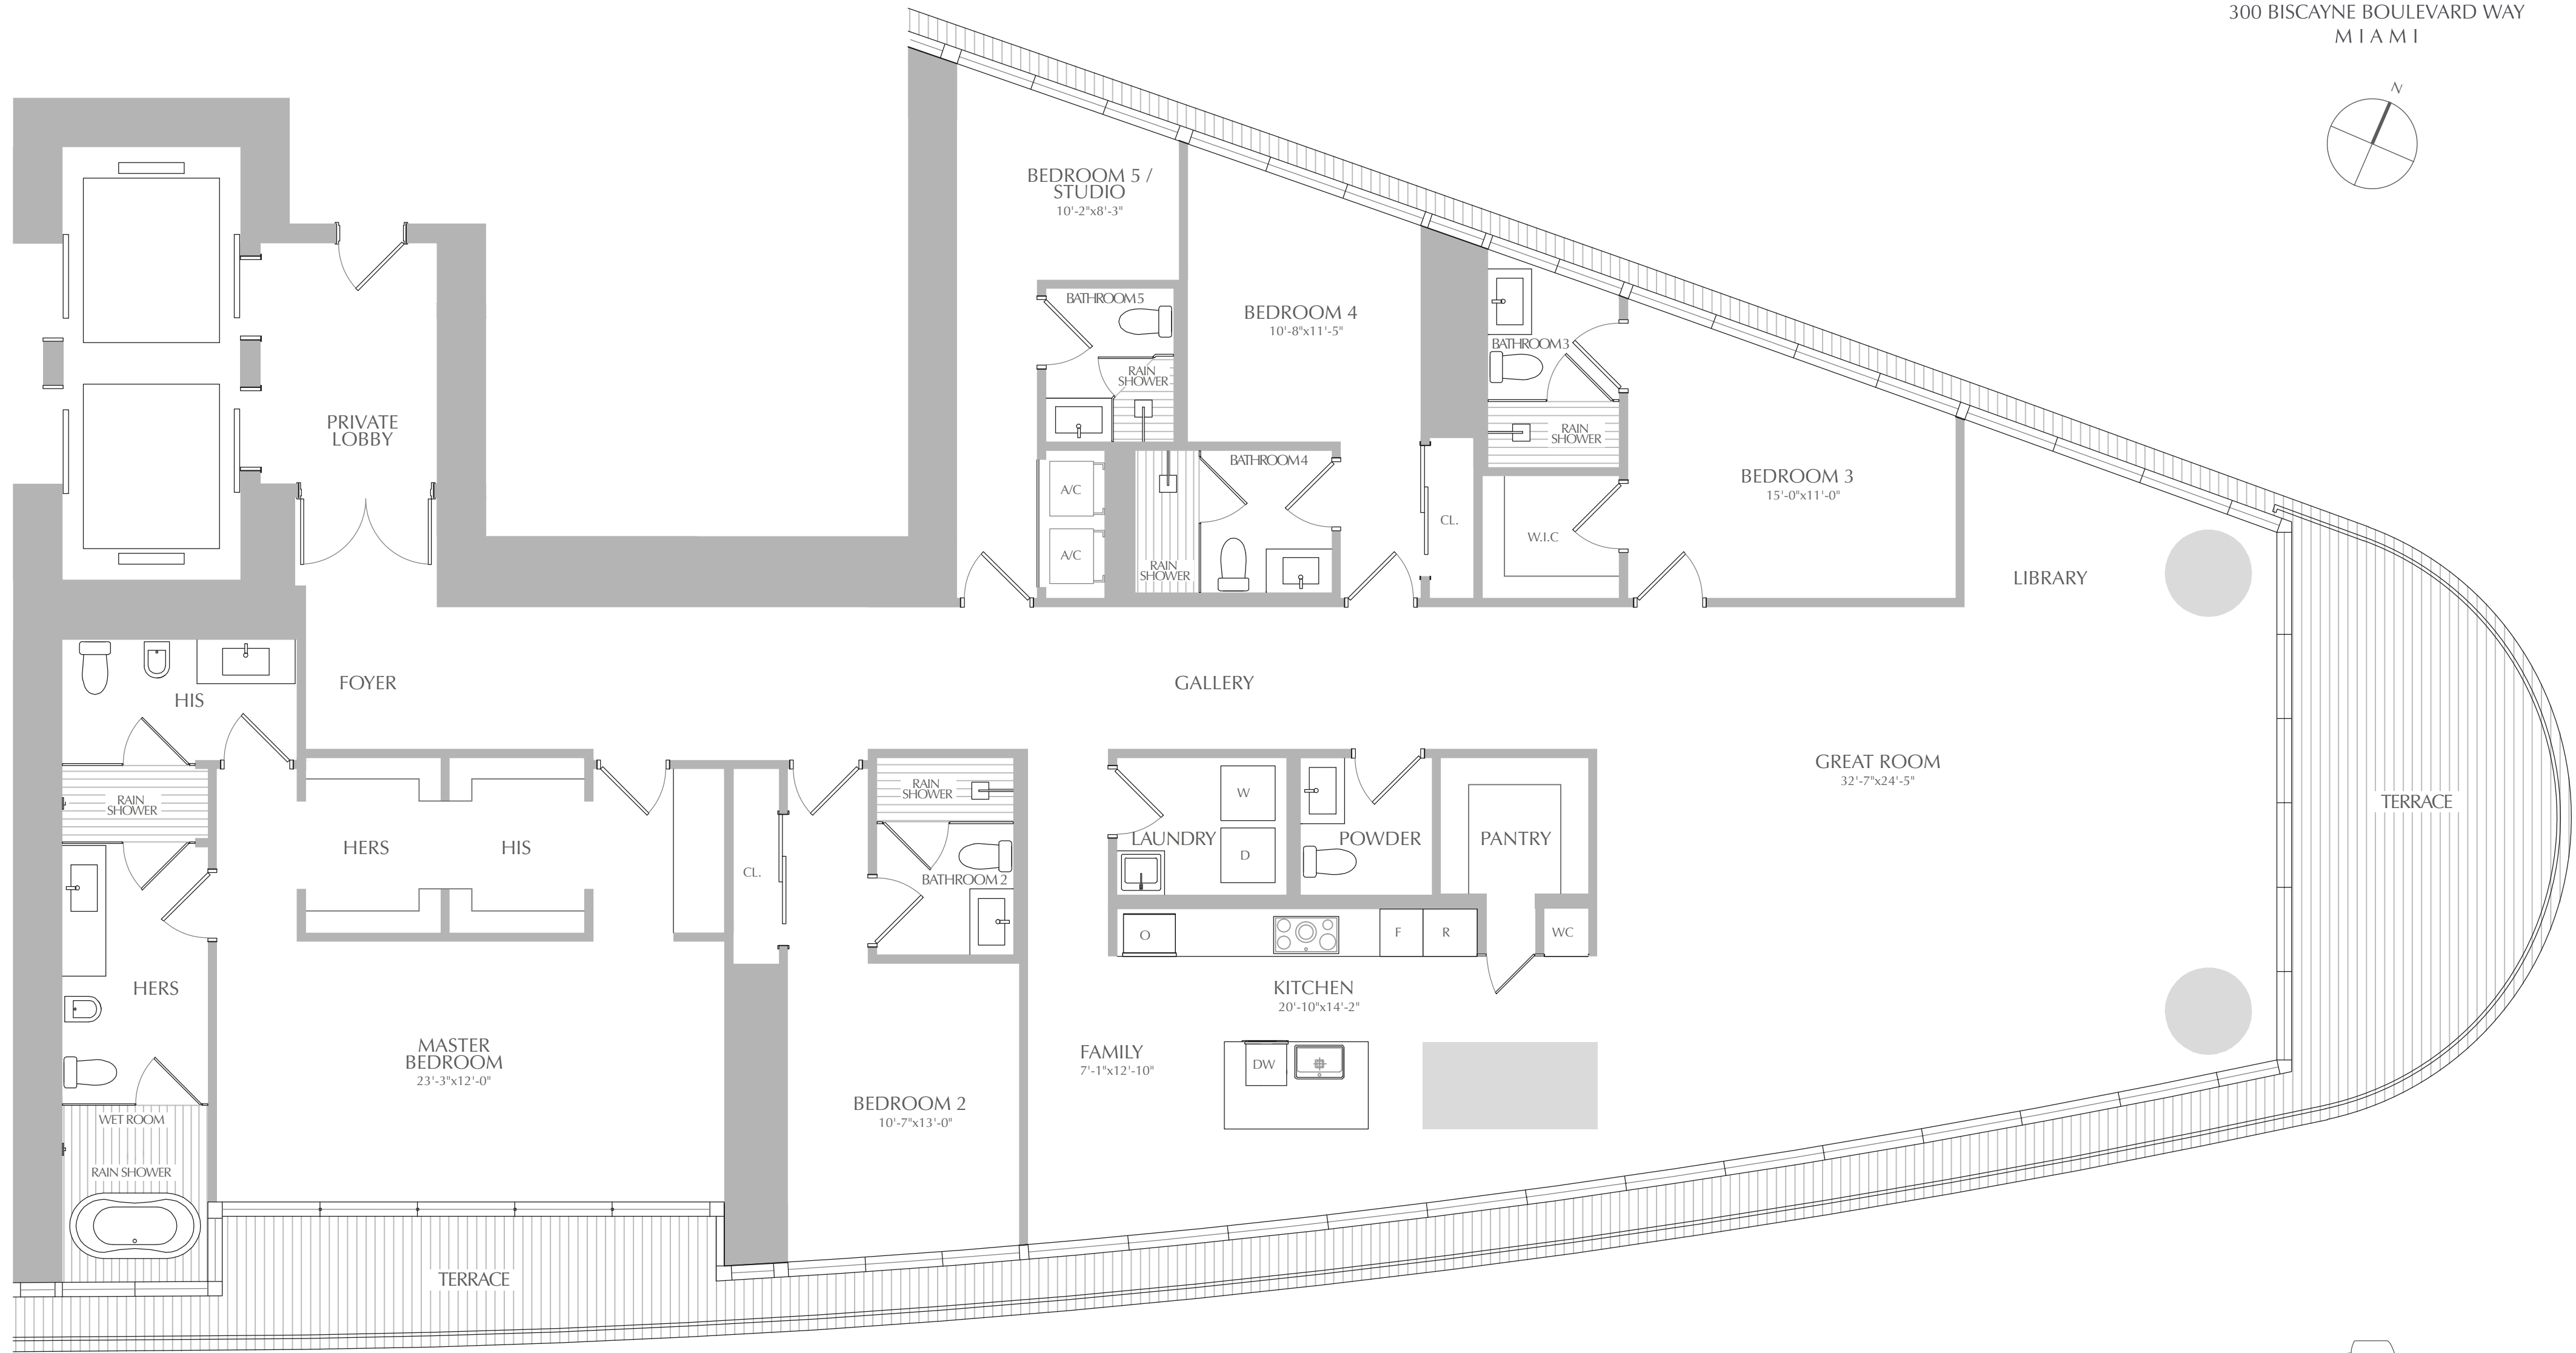 300 BISCAYNE BOULEVARD WAY
MIAMI
N
BEDROOM 5 /
STUDIO
10'-2"x8'-3"
BATHROOM 5
RAIN
SHOWER
BEDROOM 4
10'-8"x11'-5"
BATHROOM 3
RAIN
SHOWER
PRIVATE
LOBBY
A/C
A/C
BATHROOM 4
RAIN
SHOWER
CL.
W.I.C
BEDROOM 3
15'-0"x11'-0"
LIBRARY
HIS
FOYER
GALLERY
GREAT ROOM
32'-7"x24'-5"
TERRACE
RAIN
SHOWER
HERS
HIS
CL.
RAIN
SHOWER
BATHROOM 2
LAUNDRY
W
D
POWDER
PANTRY
O
F
R
WC
HERS
KITCHEN
20'-10"x14'-2"
MASTER
BEDROOM
23'-3"x12'-0"
FAMILY
7'-1"x12'-10"
DW
BEDROOM 2
10'-7"x13'-0"
WET ROOM
RAIN SHOWER
TERRACE